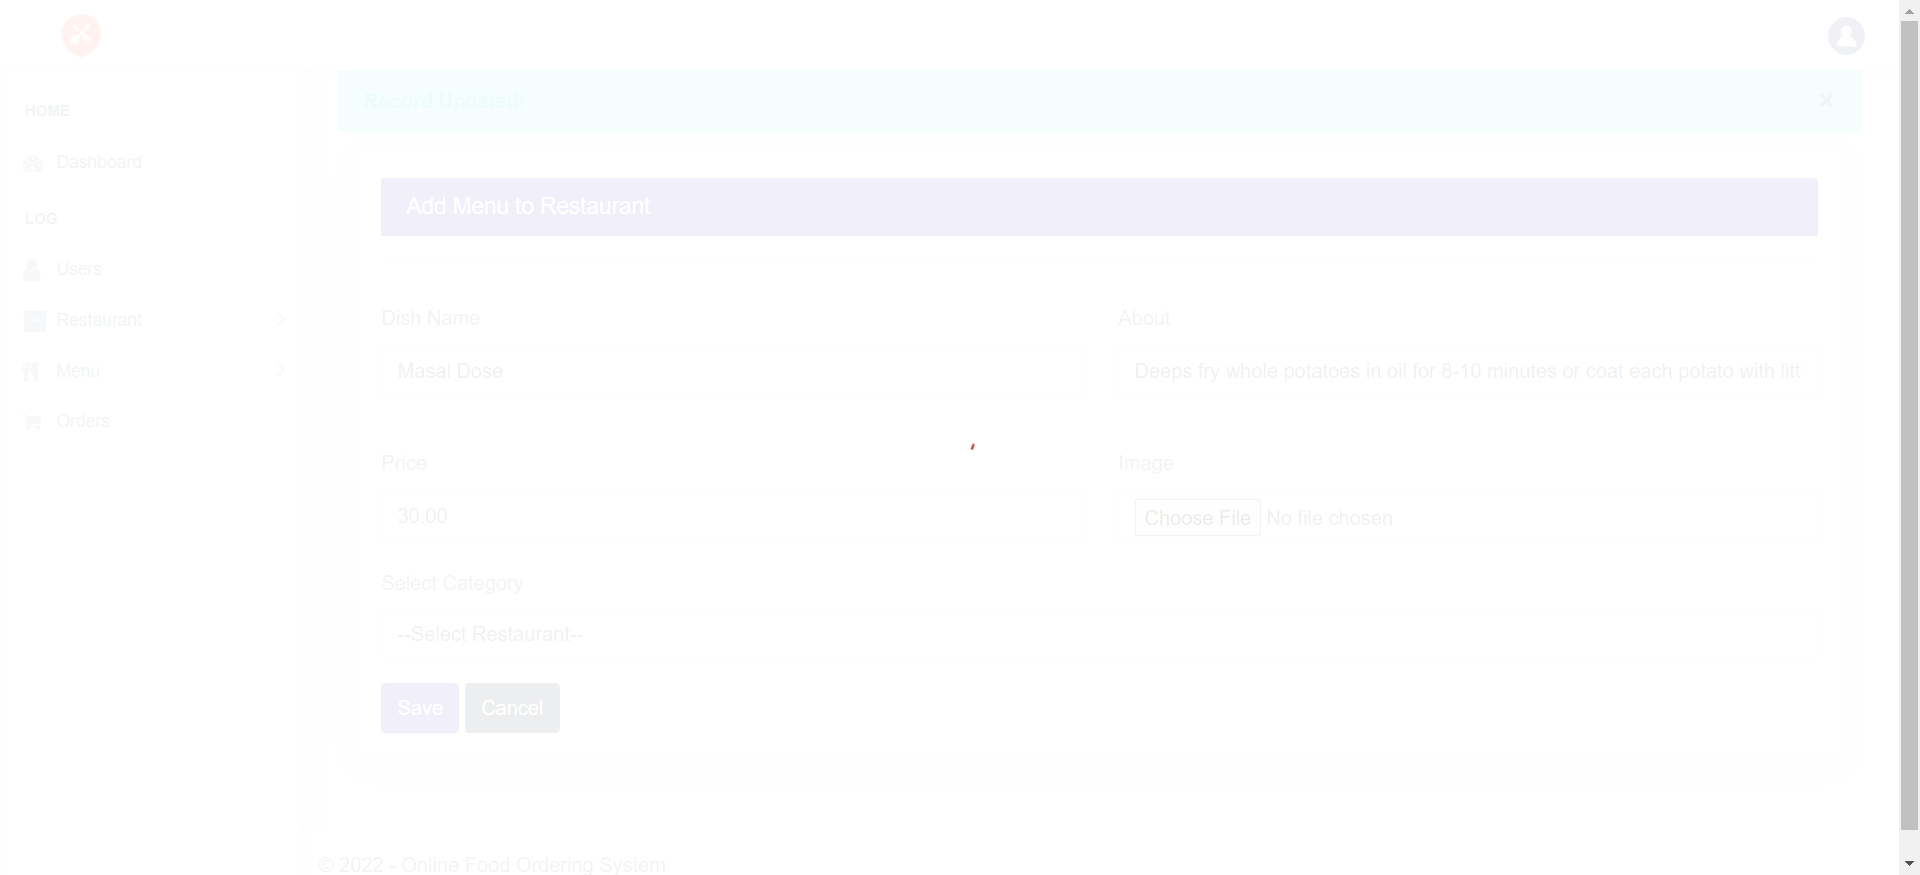 Record Updated!
×
HOME
Dashboard
LOG
Users
Restaurant
Menu
Orders
Add Menu to Restaurant
Dish Name
About
Masal Dose
Deeps fry whole potatoes in oil for 8-10 minutes or coat each potato with litt
Price
Image
30.00
Choose File No file chosen
Select Category
--Select Restaurant--
Save
Cancel
© 2022 - Online Food Ordering System